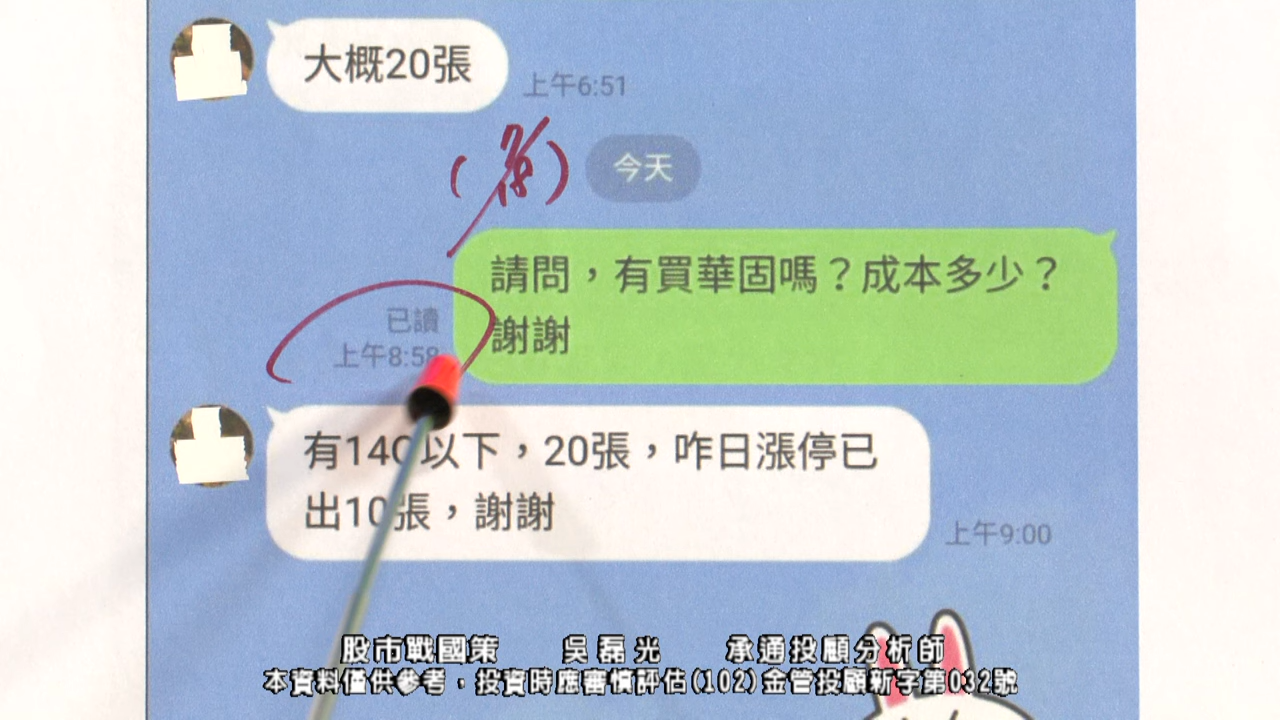 大概20張
上午6:51
今天
請問，有買華固嗎？成本多少？
謝謝
已讀
上午8:58
有140以下，20張，昨日漲停已
出10張，謝謝
上午9:00
股市戰國策 吳磊光 承通投顧分析師
本資料僅供參考，投資時應審慎評估(102)金管投顧新字第032號